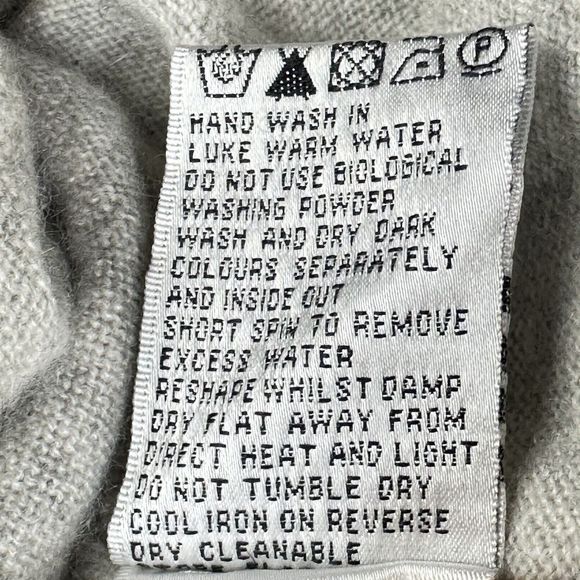 P
HAND WASH IN
LUKE WARM WATER
DO NOT USE BIOLOGICAL
WASHING POWDER
WASH AND DRY DARK
COLOURS SEPARATELY
AND INSIDE OUT
SHORT SPIN TO REMOVE
EXCESS WATER
RESHAPE WHILST DAMP
DRY FLAT AWAY FROM
DIRECT HEAT AND LIGHT
DO NOT TUMBLE DRY
COOL IRON ON REVERSE
DRY CLEANABLE